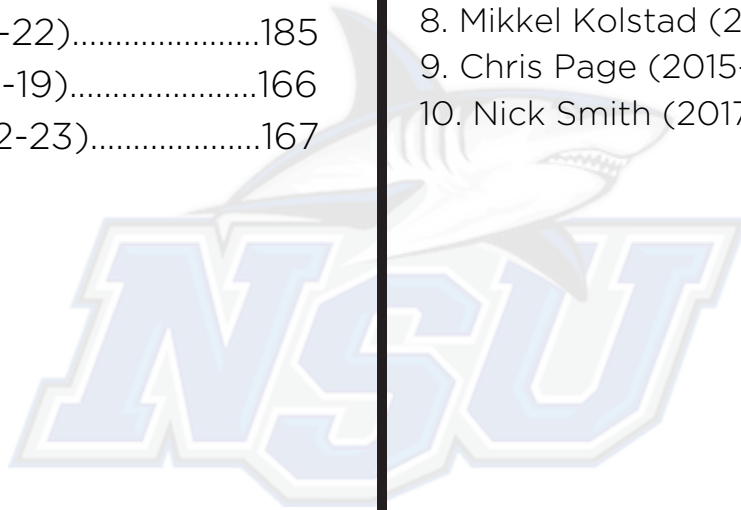 -22)......................185
-19)......................166
2-23)....................167
8. Mikkel Kolstad (2
9. Chris Page (2015-
10. Nick Smith (2017
NSU